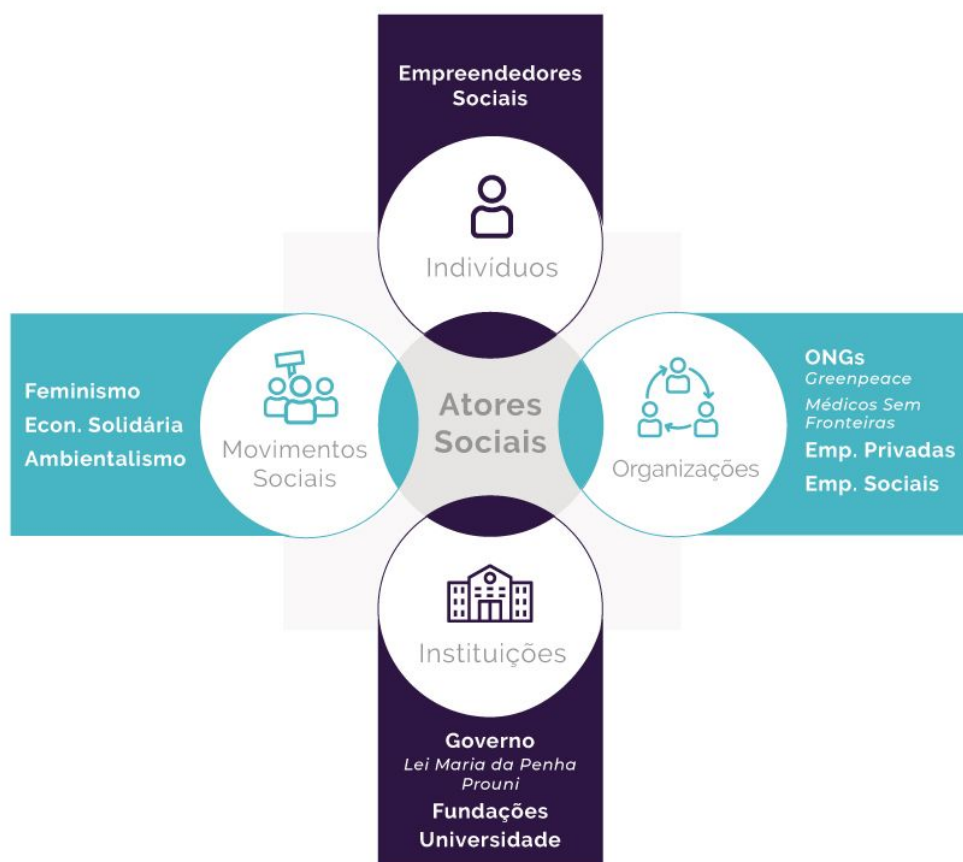 Empreendedores
Sociais
Indivíduos
Feminismo
Econ. Solidária
Ambientalismo
Movimentos
Sociais
Atores
Sociais
Organizações
ONGs
Greenpeace
Médicos Sem
Fronteiras
Emp. Privadas
Emp. Sociais
Instituições
Governo
Lei Maria da Penha
Prouni
Fundações
Universidade